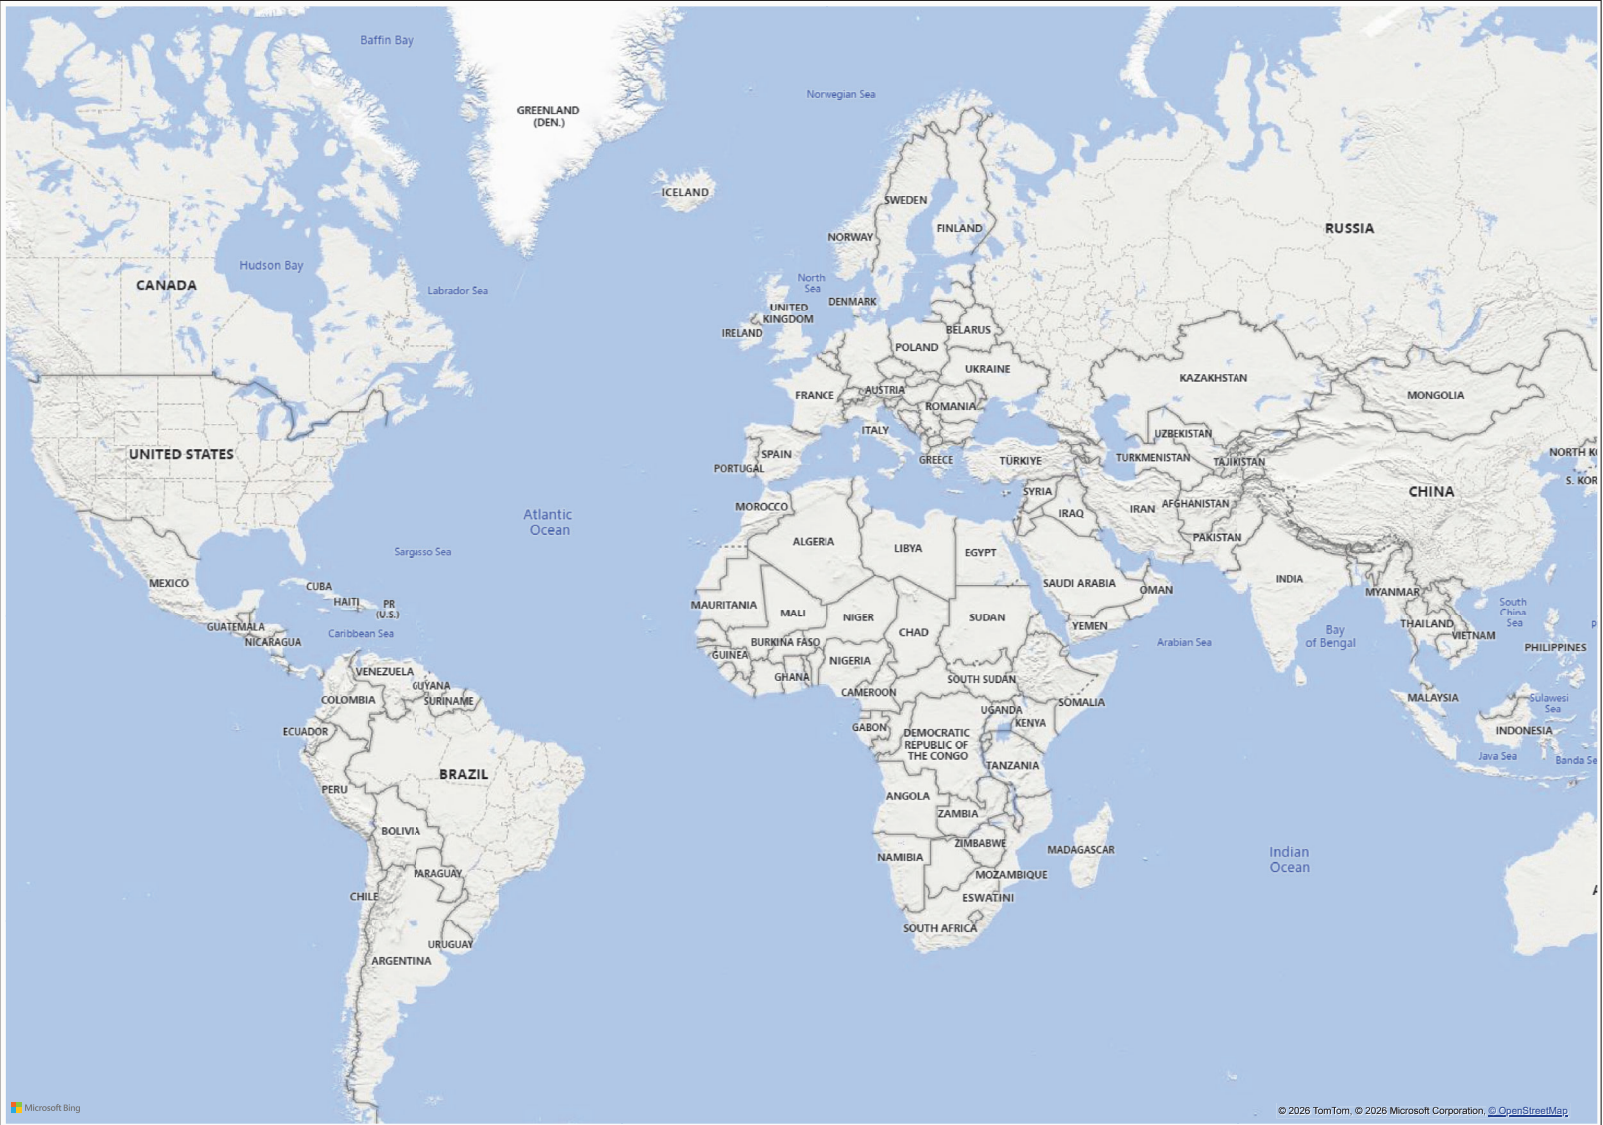 Baffin Bay
GREENLAND
(DEN.)
Norwegian Sea
ICELAND
SWEDEN
FINLAND
NORWAY
RUSSIA
Hudson Bay
CANADA
Labrador Sea
North
Sea
DENMARK
UNITED
KINGDOM
IRELAND
BELARUS
POLAND
UKRAINE
KAZAKHSTAN
FRANCE
AUSTRIA
MONGOLIA
ROMANIA
ITALY
UZBEKISTAN
UNITED STATES
SPAIN
PORTUGAL
GREECE
TÜRKIYE
TURKMENISTAN
TAJIKISTAN
NORTH K
S. KOR
CHINA
SYRIA
MOROCCO
IRAQ
IRAN
AFGHANISTAN
Atlantic
Ocean
PAKISTAN
ALGERIA
LIBYA
EGYPT
Sargasso Sea
MEXICO
CUBA
HAITI
PR
(U.S.)
SAUDI ARABIA
OMAN
INDIA
MYANMAR
MAURITANIA
MALI
NIGER
SUDAN
CHAD
YEMEN
South
China
Sea
THAILAND
VIETNAM
P
GUATEMALA
NICARAGUA
Caribbean Sea
BURKINA FASO
GUINEA
NIGERIA
GHANA
Arabian Sea
Bay
of Bengal
PHILIPPINES
VENEZUELA
GUYANA
SURINAME
COLOMBIA
CAMEROON
SOUTH SUDAN
SOMALIA
MALAYSIA
Sulawesi
Sea
ECUADOR
GABON
UGANDA
KENYA
DEMOCRATIC
REPUBLIC OF
THE CONGO
INDONESIA
Java Sea
Banda Se
BRAZIL
PERU
TANZANIA
ANGOLA
ZAMBIA
BOLIVIA
ZIMBABWE
MADAGASCAR
NAMIBIA
Indian
Ocean
PARAGUAY
MOZAMBIQUE
CHILE
ESWATINI
A
SOUTH AFRICA
URUGUAY
ARGENTINA
Microsoft Bing
© 2026 TomTom, © 2026 Microsoft Corporation, © OpenStreetMap